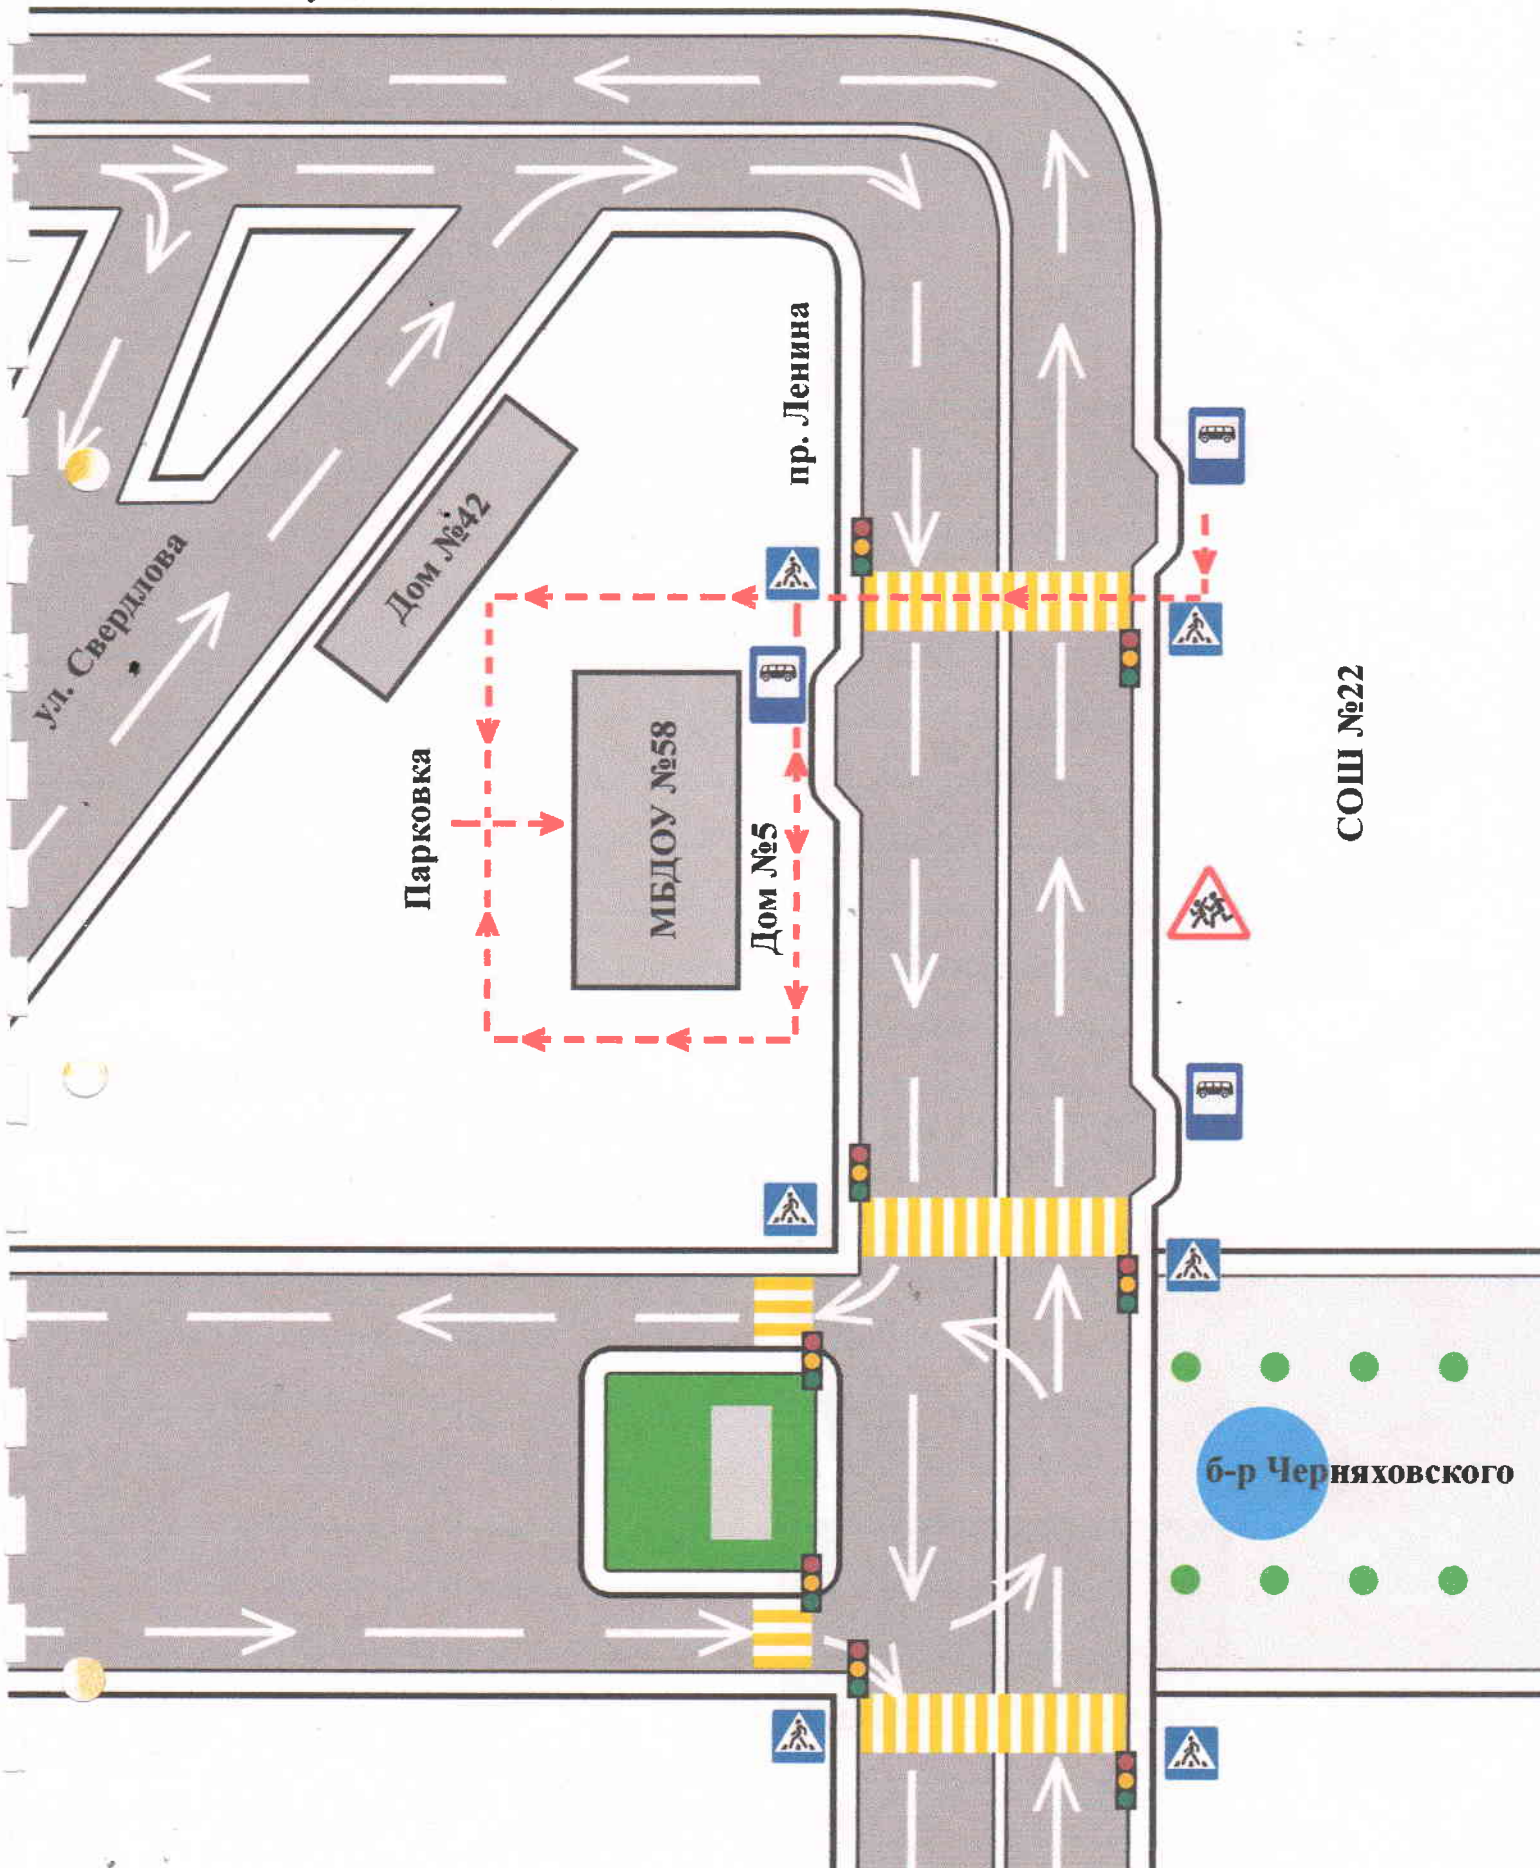 пр. Ленина
Дом №42
ул. Свердлова
СОШ №22
Парковка
МБДОУ №58
Дом №5
б-р Черняховского